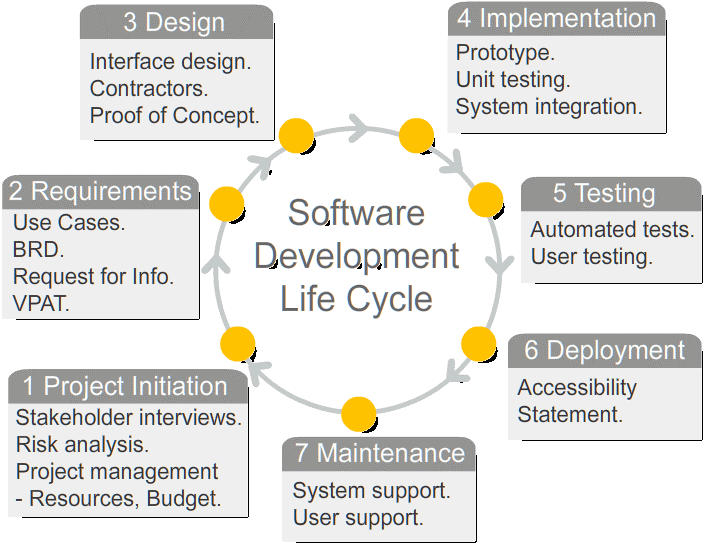 3 Design
Interface design.
Contractors.
Proof of Concept.
4 Implementation
Prototype.
Unit testing.
System integration.
2 Requirements
Use Cases.
BRD.
Request for Info.
VPAT.
Software
Development
Life Cycle
5 Testing
Automated tests.
User testing.
1 Project Initiation
Stakeholder interviews.
Risk analysis.
Project management
- Resources, Budget.
6 Deployment
Accessibility
Statement.
7 Maintenance
System support.
User support.